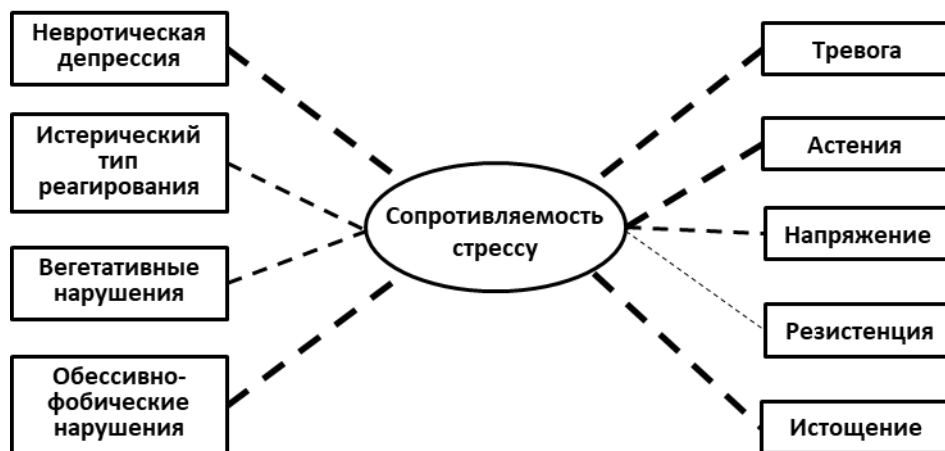 Невротическая
депрессия
Истерический
тип
реагирования
Вегетативные
нарушения
Обессивно-
фобические
нарушения
Сопротивляемость
стрессу
Тревога
Астения
Напряжение
Резистенция
Истощение